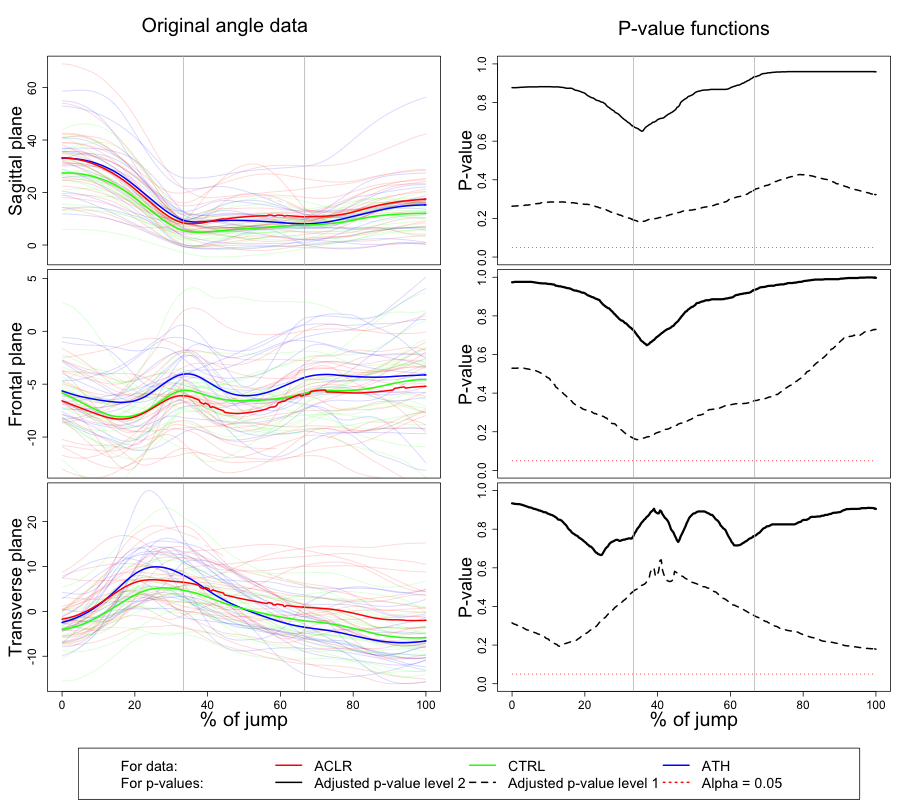 Original angle data
P-value functions
Sagittal plane
0 20 40 60
P-value
0.0 0.2 0.4 0.6 0.8 1.0
Frontal plane
-10 -5 0 5
P-value
0.0 0.2 0.4 0.6 0.8 1.0
Transverse plane
-10 0 10 20
P-value
0.0 0.2 0.4 0.6 0.8 1.0
0 20 40 60 80 100
0 20 40 60 80 100
% of jump
% of jump
For data: ACLR CTRL ATH
For p-values: Adjusted p-value level 2 Adjusted p-value level 1 Alpha = 0.05